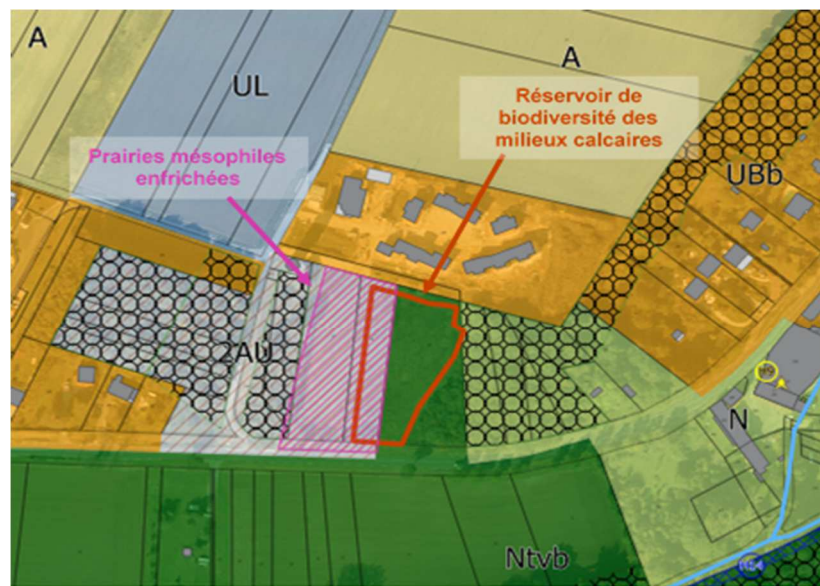 A
UL
A
Réservoir de
biodiversité des
milieux calcaires
Prairies mésophiles
enfrichées
UBb
2AU
N
Ntvb